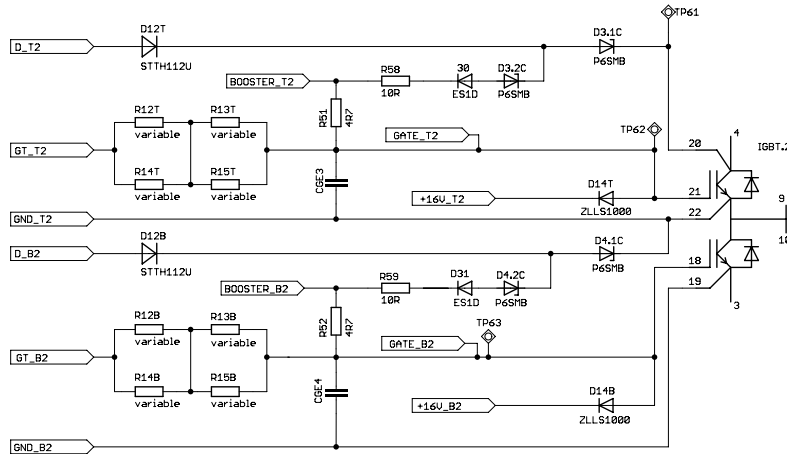 TP61
D12T
D3.1C
D_T2
STTH112U
P6SMB
BOOSTER_T2
R58
30
D3.2C
10R
ES1D
P6SMB
R51
4R7
R12T
R13T
variable
variable
GATE_T2
TP62
4
GT_T2
20
IGBT.2
R14T
R15T
variable
variable
CGE3
+16V_T2
D14T
21
ZLLS1000
9
GND_T2
22
D12B
D4.1C
10
D_B2
STTH112U
P6SMB
18
BOOSTER_B2
R59
D31
D4.2C
19
10R
ES1D
P6SMB
3
R52
4R7
R12B
R13B
variable
variable
GATE_B2
TP63
GT_B2
R14B
R15B
variable
variable
CGE4
+16V_B2
D14B
ZLLS1000
GND_B2